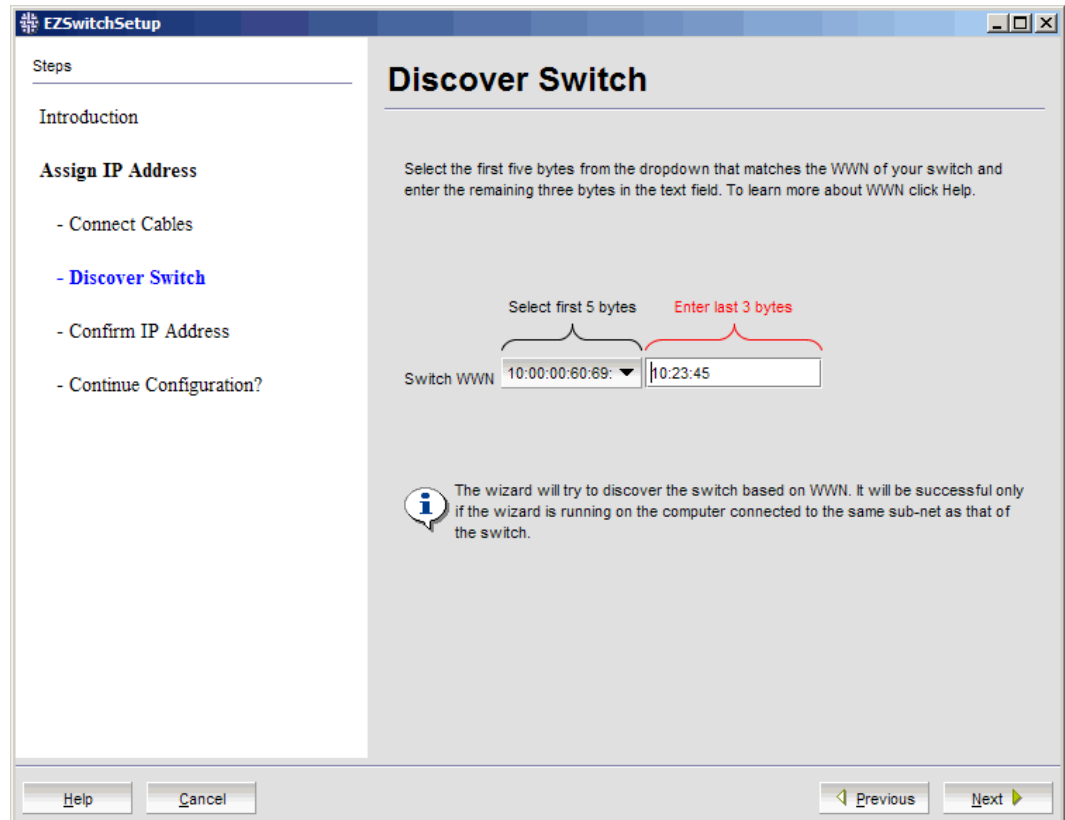 EZSwitchSetup
Steps
Introduction
Assign IP Address
- Connect Cables
- Discover Switch
- Confirm IP Address
- Continue Configuration?
Discover Switch
Select the first five bytes from the dropdown that matches the WWN of your switch and
enter the remaining three bytes in the text field. To learn more about WWN click Help.
Select first 5 bytes
Enter last 3 bytes
Switch WWN 10:00:00:60:69: 10:23:45
The wizard will try to discover the switch based on WWN. It will be successful only
if the wizard is running on the computer connected to the same sub-net as that of
the switch.
Help
Cancel
Previous
Next